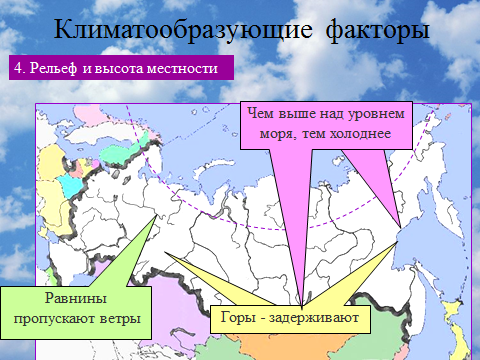 Климатообразующие факторы
4. Рельеф и высота местности
Чем выше над уровнем
моря, тем холоднее
Равнины
пропускают ветры
Горы - задерживают